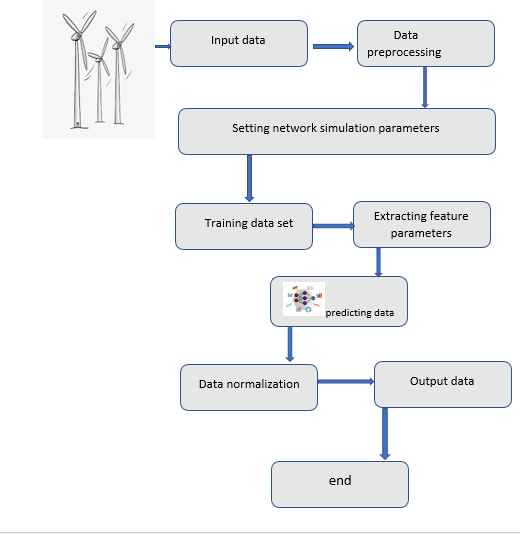 Input data
Data
preprocessing
Setting network simulation parameters
Training data set
Extracting feature
parameters
predicting data
Data normalization
Output data
end